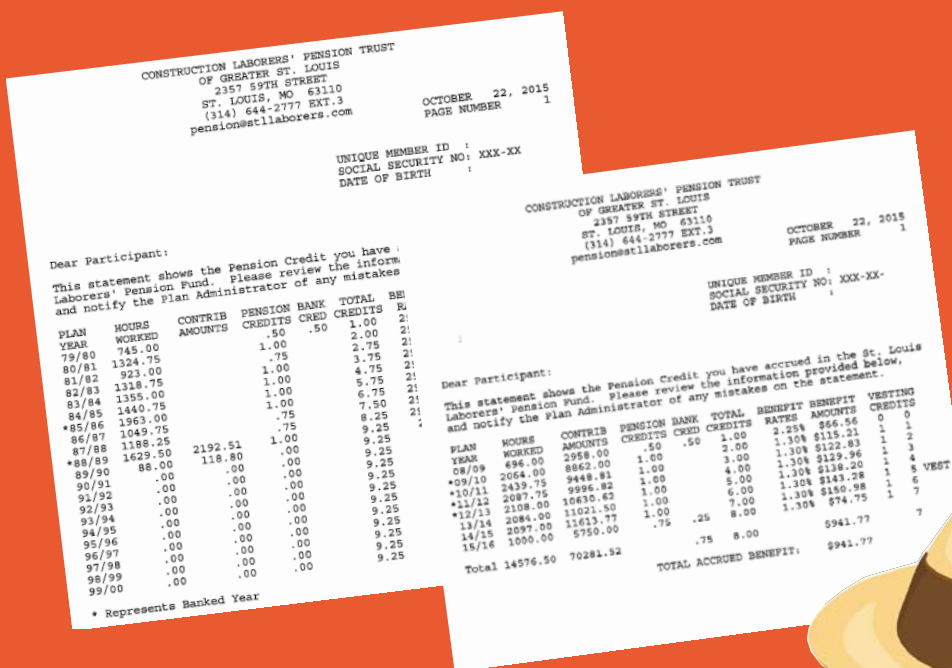 CONSTRUCTION LABORERS' PENSION TRUST
OF GREATER ST. LOUIS
2357 59TH STREET
ST. LOUIS, MO 63110
(314) 644-2777 EXT.3
pension@stllaborers.com
OCTOBER 22, 2015
PAGE NUMBER 1
UNIQUE MEMBER ID :
SOCIAL SECURITY NO: XXX-XX
DATE OF BIRTH :
Dear Participant:
This statement shows the Pension Credit you have
Laborers' Pension Fund. Please review the inform
and notify the Plan Administrator of any mistakes
PLAN HOURS CONTRIB PENSION BANK TOTAL BE
YEAR WORKED AMOUNTS CREDITS CRED CREDITS
79/80 745.00 .50 .50 1.00
80/81 1324.75 1.00 2.00
81/82 923.00 .75 2.75
82/83 1318.75 1.00 3.75
83/84 1355.00 1.00 4.75
84/85 1440.75 1.00 5.75
*85/86 1963.00 1.00 6.75
86/87 1049.75 .75 7.50
87/88 1188.25 .75 8.25
*88/89 1629.50 2192.51 1.00 9.25
89/90 88.00 118.80 .00 9.25
90/91 .00 .00 .00 9.25
91/92 .00 .00 .00 9.25
92/93 .00 .00 .00 9.25
93/94 .00 .00 .00 9.25
94/95 .00 .00 .00 9.25
95/96 .00 .00 .00 9.25
96/97 .00 .00 .00 9.25
97/98 .00 .00 .00 9.25
98/99 .00 .00 .00 9.25
99/00 .00 .00 .00 9.25
* Represents Banked Year
CONSTRUCTION LABORERS' PENSION TRUST
OF GREATER ST. LOUIS
2357 59TH STREET
ST. LOUIS, MO 63110
(314) 644-2777 EXT.3
pension@stllaborers.com
OCTOBER 22, 2015
PAGE NUMBER 1
UNIQUE MEMBER ID :
SOCIAL SECURITY NO: XXX-XX-
DATE OF BIRTH :
Dear Participant:
This statement shows the Pension Credit you have accrued in the St. Louis
Laborers' Pension Fund. Please review the information provided below,
and notify the Plan Administrator of any mistakes on the statement.
PLAN HOURS CONTRIB PENSION BANK TOTAL BENEFIT BENEFIT VESTING
YEAR WORKED AMOUNTS CREDITS CRED CREDITS RATES AMOUNTS CREDITS
08/09 696.00 2958.00 .50 .50 1.00 2.25% $66.56 0 0
*09/10 2064.00 8862.00 1.00 2.00 1.30% $115.21 1 1
*10/11 2439.75 9448.81 1.00 3.00 1.30% $122.83 1 2
*11/12 2087.75 9996.82 1.00 4.00 1.30% $129.96 1 3
*12/13 2108.00 10630.62 1.00 5.00 1.30% $138.20 1 4
13/14 2084.00 11021.50 1.00 6.00 1.30% $143.28 1 5 VEST
14/15 2097.00 11613.77 1.00 7.00 1.30% $150.98 1 6
15/16 1000.00 5750.00 .75 .25 8.00 1.30% $74.75 1 7
Total 14576.50 70281.52 .75 8.00 $941.77 7
TOTAL ACCRUED BENEFIT: $941.77